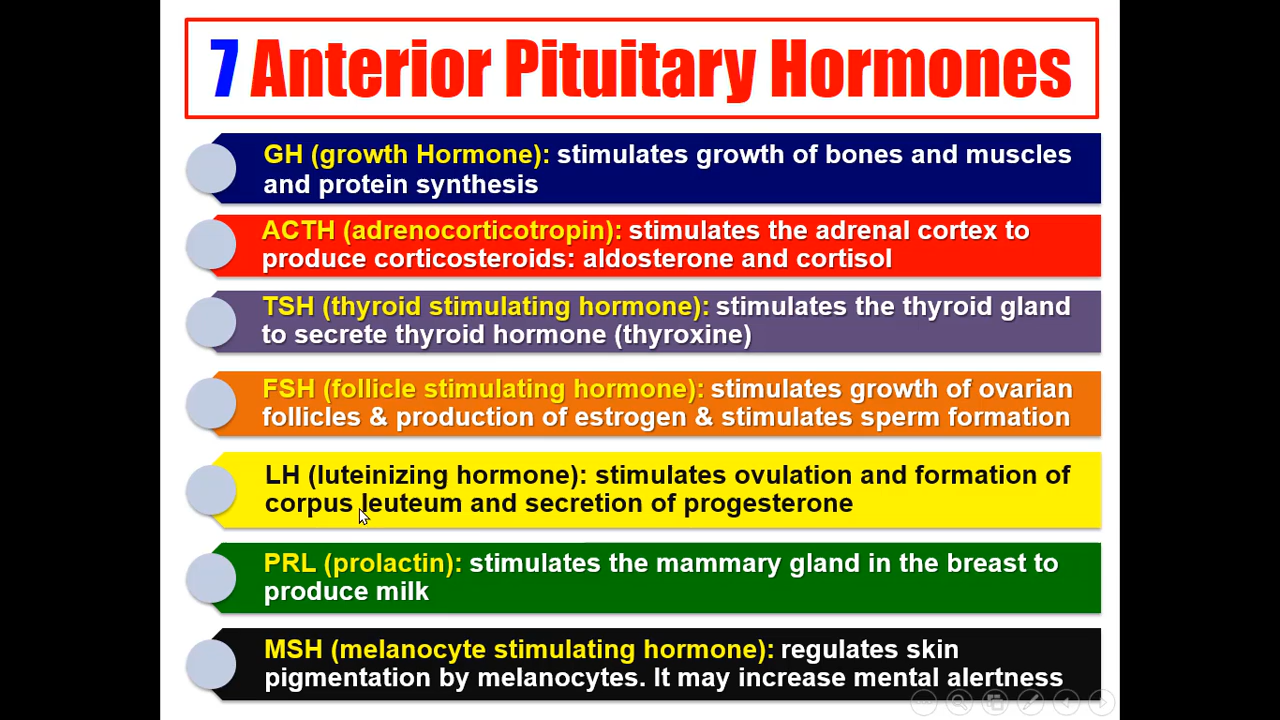 7 Anterior Pituitary Hormones
GH (growth Hormone): stimulates growth of bones and muscles
and protein synthesis
ACTH (adrenocorticotropin): stimulates the adrenal cortex to
produce corticosteroids: aldosterone and cortisol
TSH (thyroid stimulating hormone): stimulates the thyroid gland
to secrete thyroid hormone (thyroxine)
FSH (follicle stimulating hormone): stimulates growth of ovarian
follicles & production of estrogen & stimulates sperm formation
LH (luteinizing hormone): stimulates ovulation and formation of
corpus leuteum and secretion of progesterone
PRL (prolactin): stimulates the mammary gland in the breast to
produce milk
MSH (melanocyte stimulating hormone): regulates skin
pigmentation by melanocytes. It may increase mental alertness